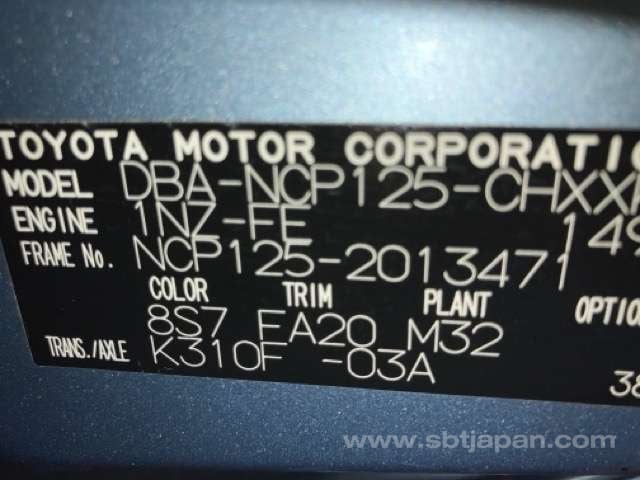 TOYOTA MOTOR CORPORATIO
MODEL DBA-NCP125-CHXX
ENGINE 1NZ-FE 149
FRAME No. NCP125-2013471
COLOR TRIM PLANT OPTIO
8S7 FA20 M32
TRANS./AXLE K310F -03A
38
www.sbtjapan.com